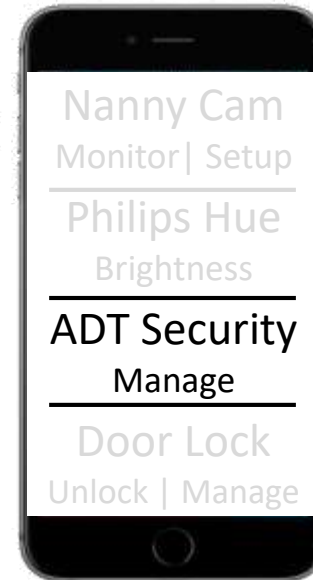 Nanny Cam
Monitor| Setup
Philips Hue
Brightness
ADT Security
Manage
Door Lock
Unlock | Manage